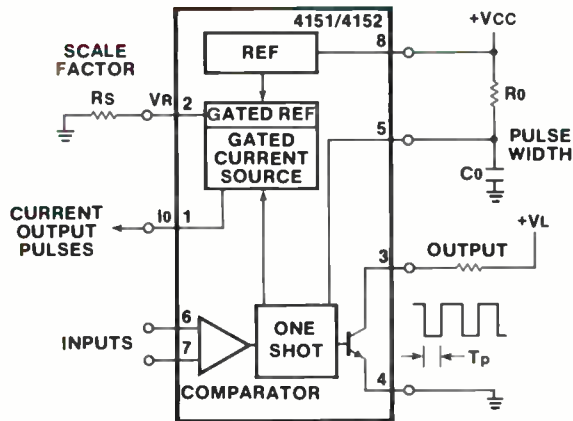 4151/4152
+VCC
SCALE
FACTOR
REF
8
RS
VR
2
GATED REF
GATED
CURRENT
SOURCE
R0
5
PULSE
WIDTH
C0
CURRENT
OUTPUT
PULSES
I0
1
+VL
3
OUTPUT
INPUTS
6
7
ONE
SHOT
COMPARATOR
4
Tp